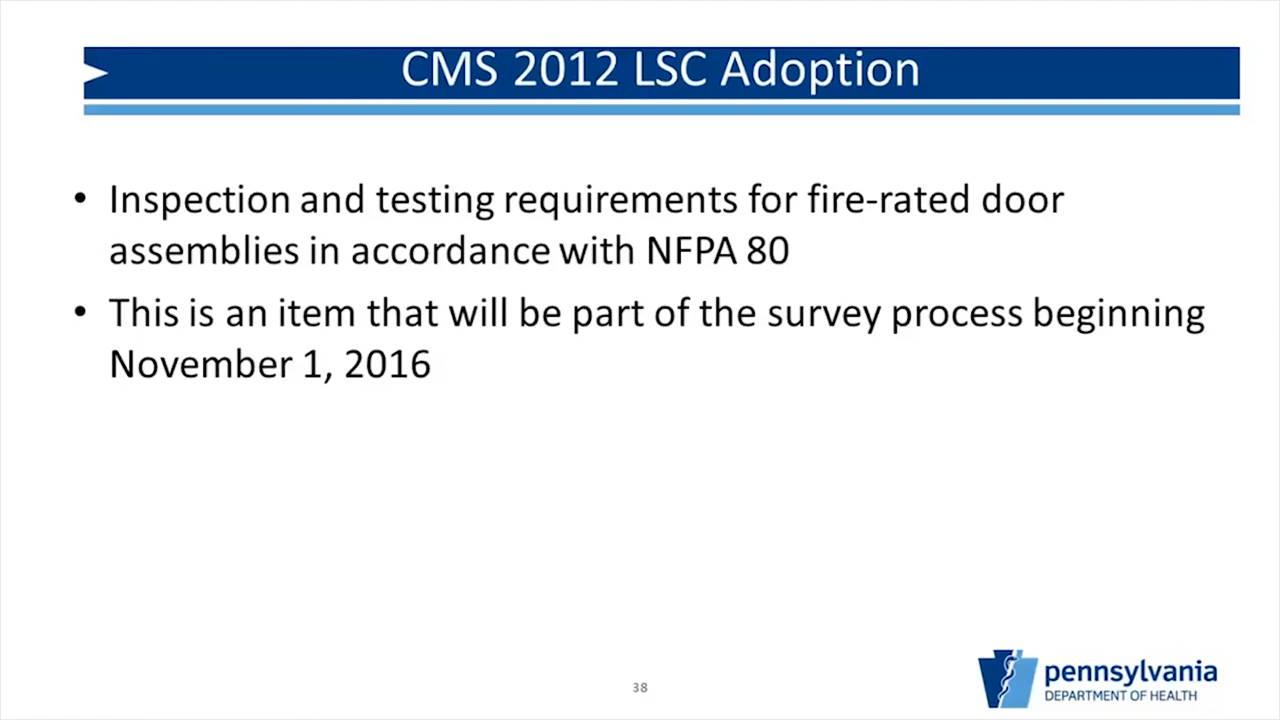 CMS 2012 LSC Adoption
• Inspection and testing requirements for fire-rated door
assemblies in accordance with NFPA 80
• This is an item that will be part of the survey process beginning
November 1, 2016
38
pennsylvania
DEPARTMENT OF HEALTH